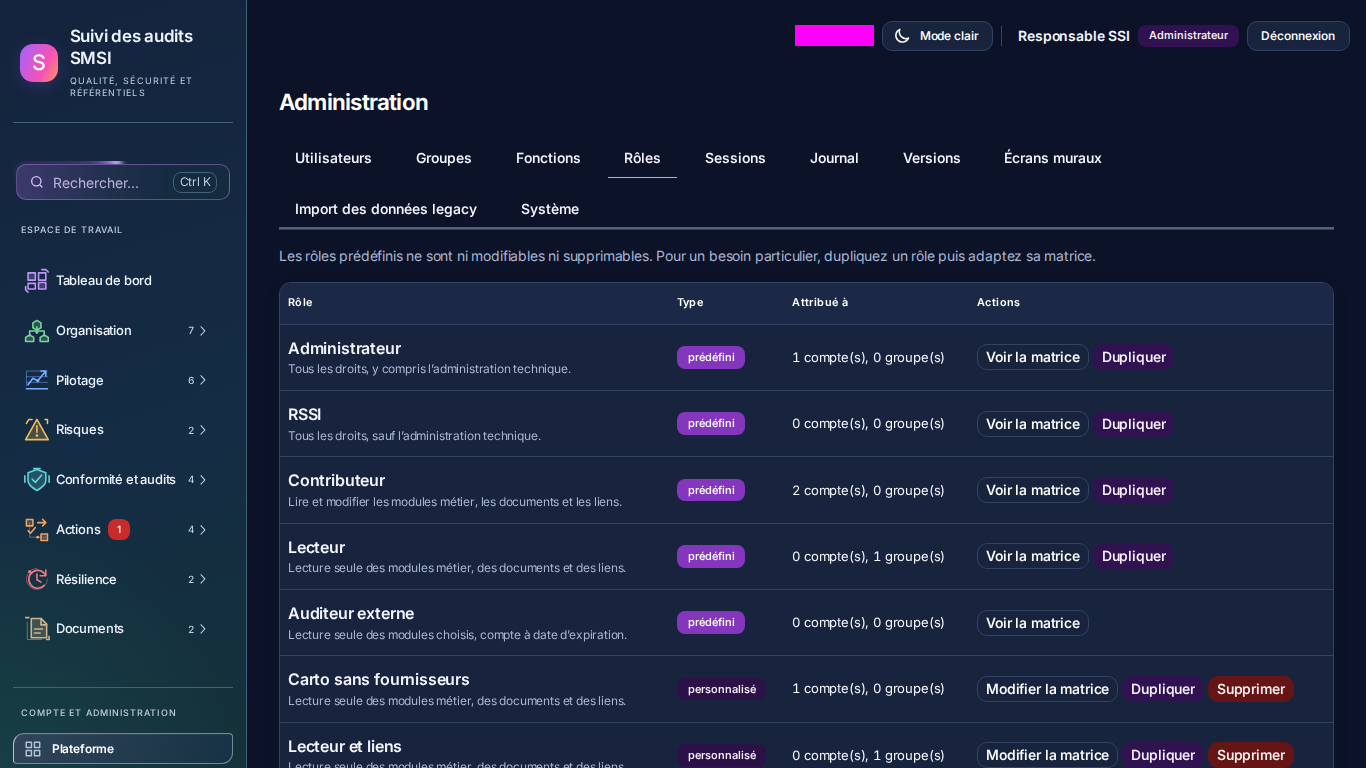 Suivi des audits
SMSI
QUALITÉ, SÉCURITÉ ET
RÉFÉRENTIELS
S
Rechercher...
Ctrl K
ESPACE DE TRAVAIL
Tableau de bord
Organisation 7
Pilotage 6
Risques 2
Conformité et audits 4
Actions 1 4
Résilience 2
Documents 2
COMPTE ET ADMINISTRATION
Plateforme
Mode clair
Responsable SSI
Administrateur
Déconnexion
Administration
Utilisateurs Groupes Fonctions Rôles Sessions Journal Versions Écrans muraux
Import des données legacy Système
Les rôles prédéfinis ne sont ni modifiables ni supprimables. Pour un besoin particulier, dupliquez un rôle puis adaptez sa matrice.
Rôle Type Attribué à Actions
Administrateur
Tous les droits, y compris l'administration technique.
prédéfini 1 compte(s), 0 groupe(s) Voir la matrice Dupliquer
RSSI
Tous les droits, sauf l'administration technique.
prédéfini 0 compte(s), 0 groupe(s) Voir la matrice Dupliquer
Contributeur
Lire et modifier les modules métier, les documents et les liens.
prédéfini 2 compte(s), 0 groupe(s) Voir la matrice Dupliquer
Lecteur
Lecture seule des modules métier, des documents et des liens.
prédéfini 0 compte(s), 1 groupe(s) Voir la matrice Dupliquer
Auditeur externe
Lecture seule des modules choisis, compte à date d'expiration.
prédéfini 0 compte(s), 0 groupe(s) Voir la matrice
Carto sans fournisseurs
Lecture seule des modules métier, des documents et des liens.
personnalisé 1 compte(s), 0 groupe(s) Modifier la matrice Dupliquer Supprimer
Lecteur et liens
Lecture seule des modules métier, des documents et des liens.
personnalisé 0 compte(s), 1 groupe(s) Modifier la matrice Dupliquer Supprimer